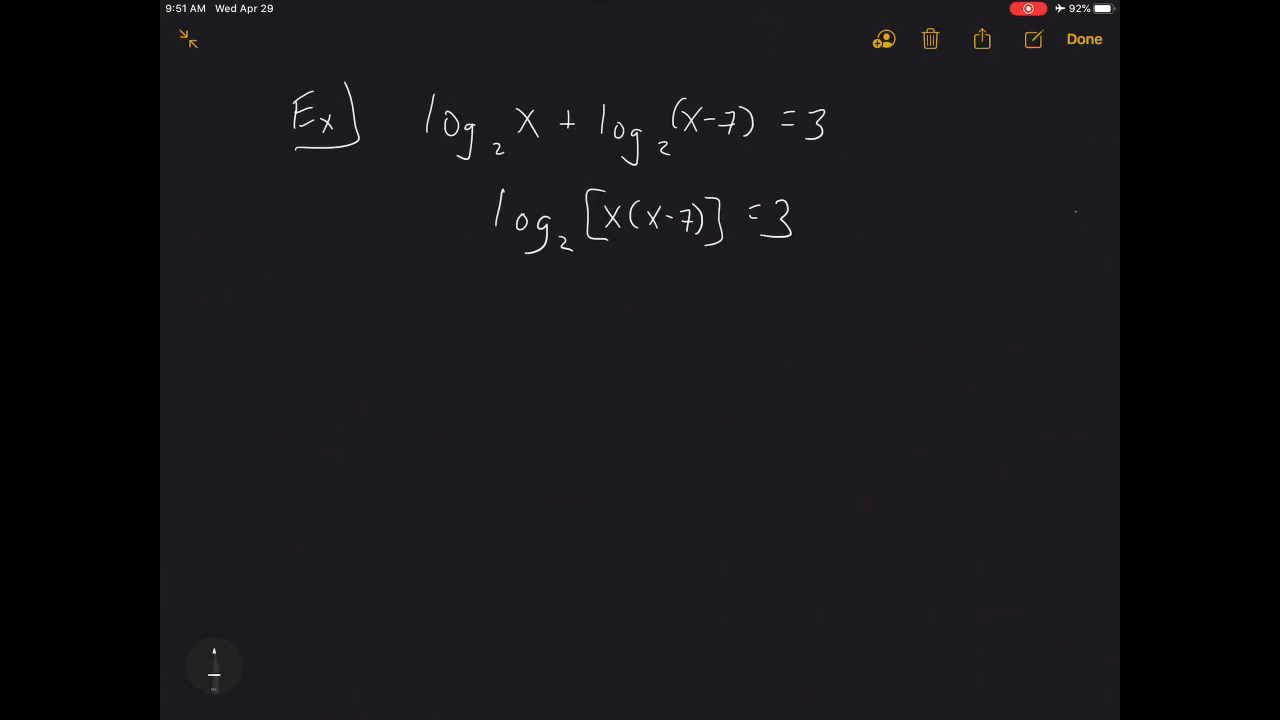 9:51 AM Wed Apr 29 92%
Done
Ex) log₂ x + log₂ (x-7) = 3
log₂ [x(x-7)] = 3